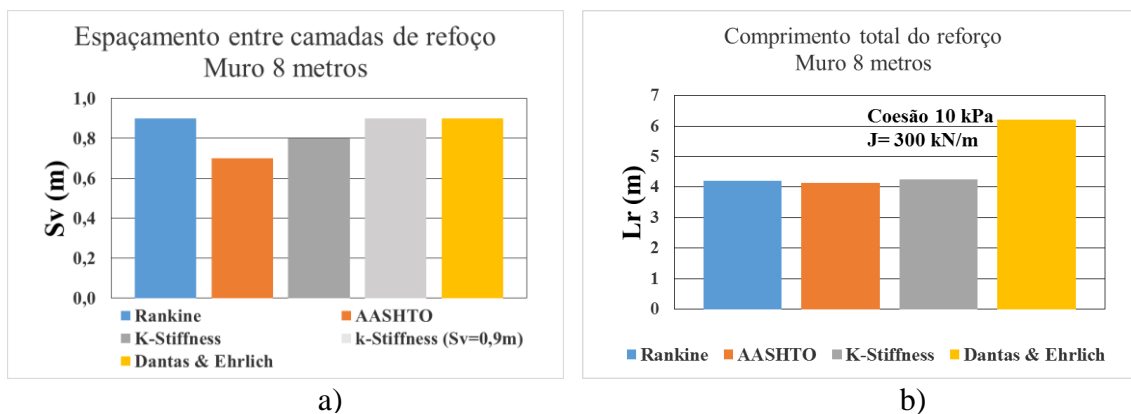 Espaçamento entre camadas de refoço
Muro 8 metros
Sv (m)
1,0
0,8
0,6
0,4
0,2
0,0
Rankine
AASHTO
K-Stiffness
k-Stiffness (Sv=0,9m)
Dantas & Ehrlich
a)
Comprimento total do reforço
Muro 8 metros
Coesão 10 kPa
J= 300 kN/m
Lr (m)
7
6
5
4
3
2
1
0
Rankine
AASHTO
K-Stiffness
Dantas & Ehrlich
b)